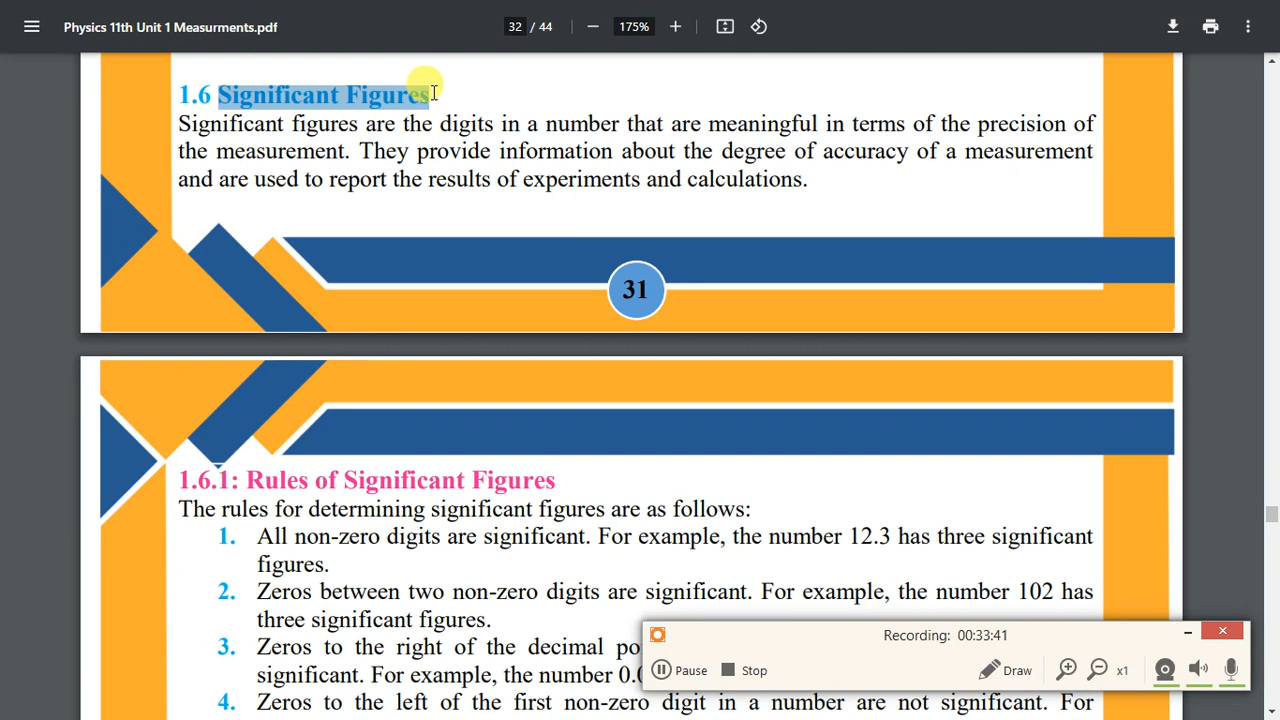 Physics 11th Unit 1 Measurments.pdf
32 / 44
175%
1.6 Significant Figures
Significant figures are the digits in a number that are meaningful in terms of the precision of
the measurement. They provide information about the degree of accuracy of a measurement
and are used to report the results of experiments and calculations.
31
1.6.1: Rules of Significant Figures
The rules for determining significant figures are as follows:
1. All non-zero digits are significant. For example, the number 12.3 has three significant
figures.
2. Zeros between two non-zero digits are significant. For example, the number 102 has
three significant figures.
3. Zeros to the right of the decimal
significant. For example, the number
4. Zeros to the left of the first non-zero digit in a number are not significant. For
Recording: 00:33:41
Pause
Stop
Draw
x1